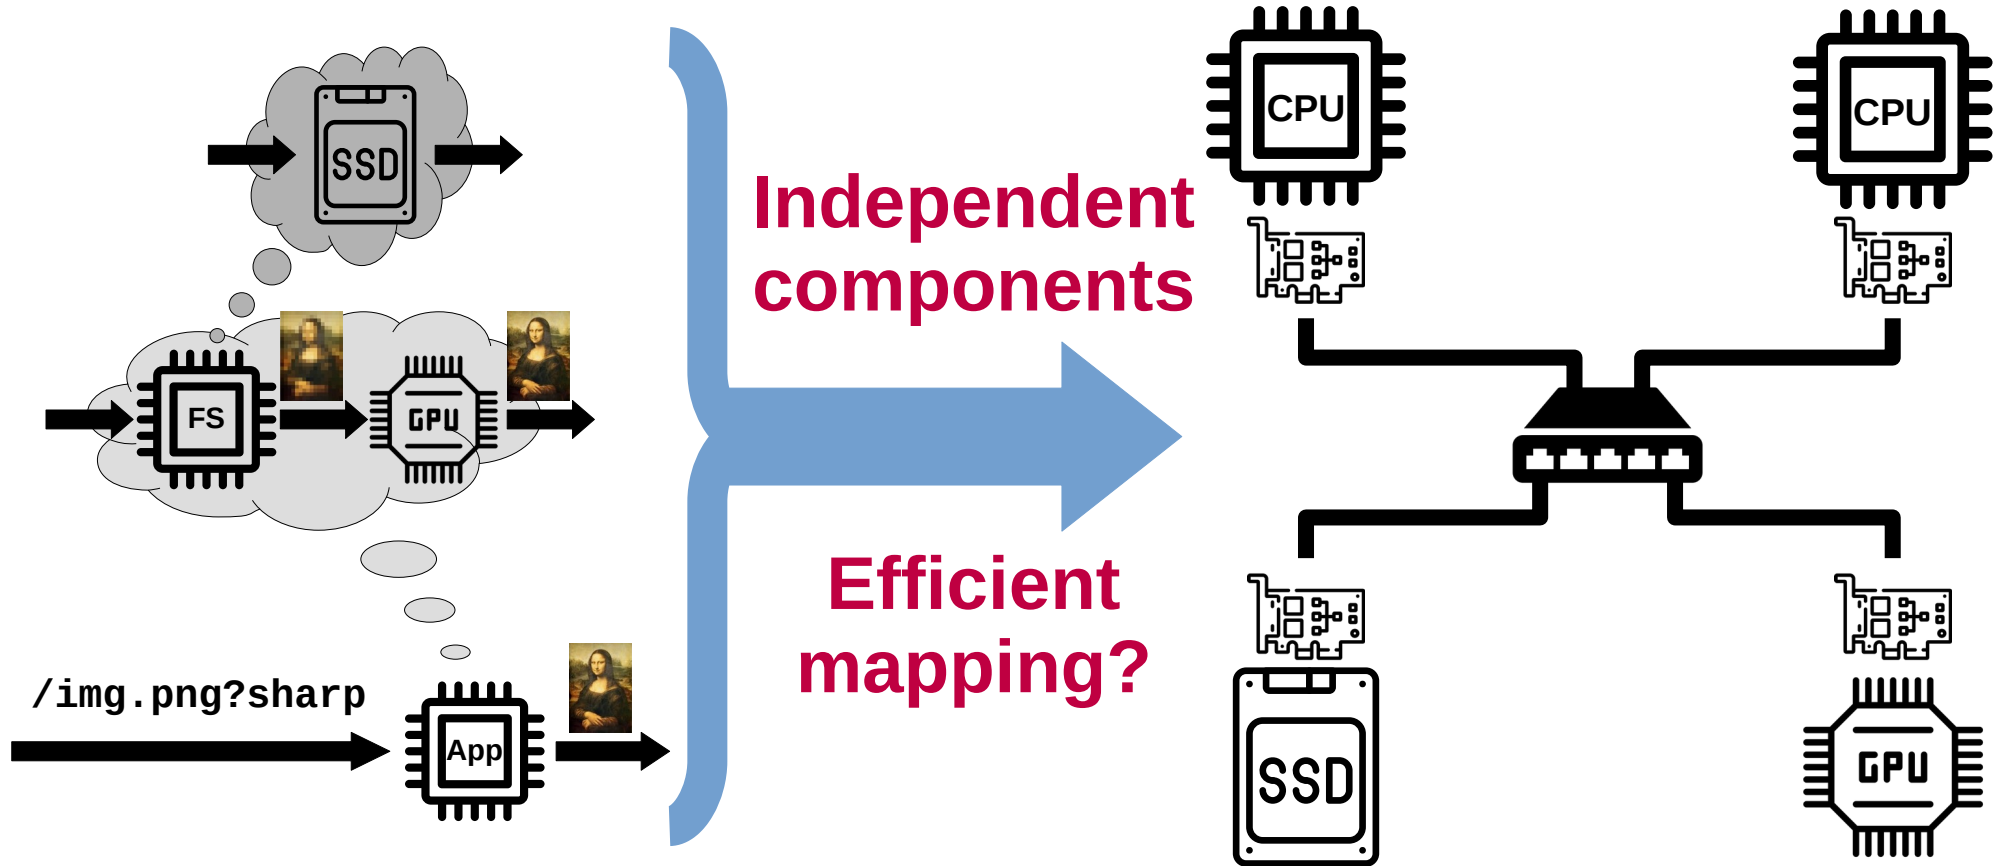 SSD
FS
GPU
/img.png?sharp
App
Independent
components
Efficient
mapping?
CPU
CPU
SSD
GPU